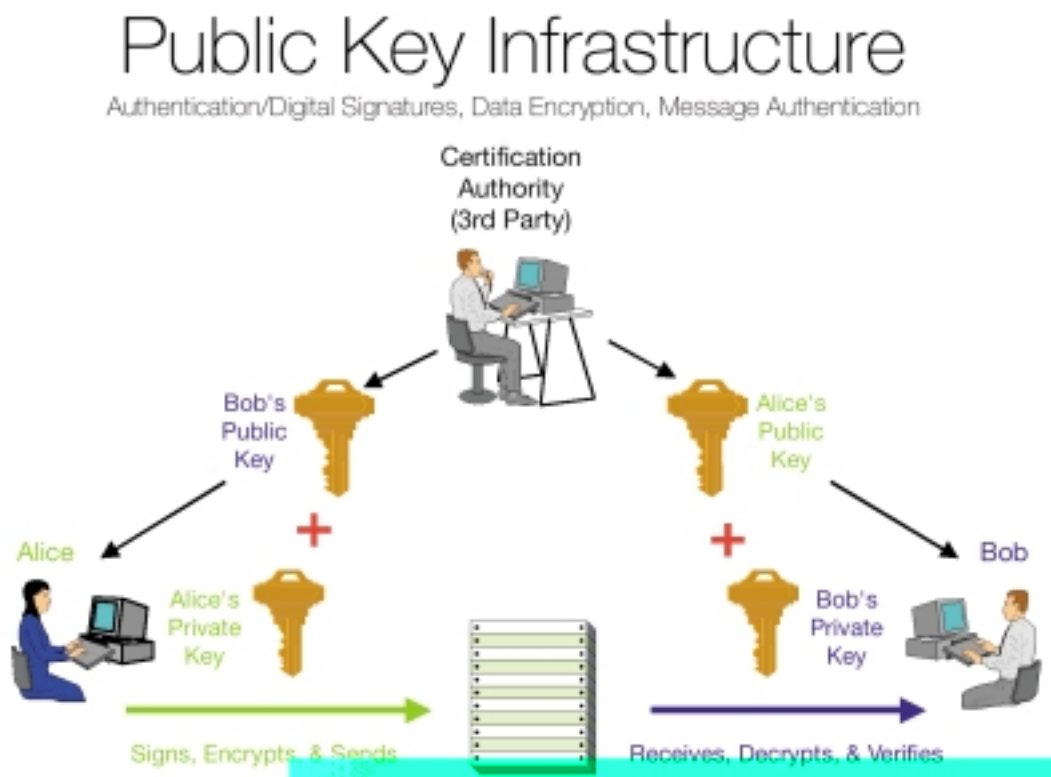 Public Key Infrastructure
Authentication/Digital Signatures, Data Encryption, Message Authentication
Certification
Authority
(3rd Party)
Bob's
Public
Key
Alice's
Public
Key
Alice
Bob
Alice's
Private
Key
Bob's
Private
Key
Signs, Encrypts, & Sends
Receives, Decrypts, & Verifies